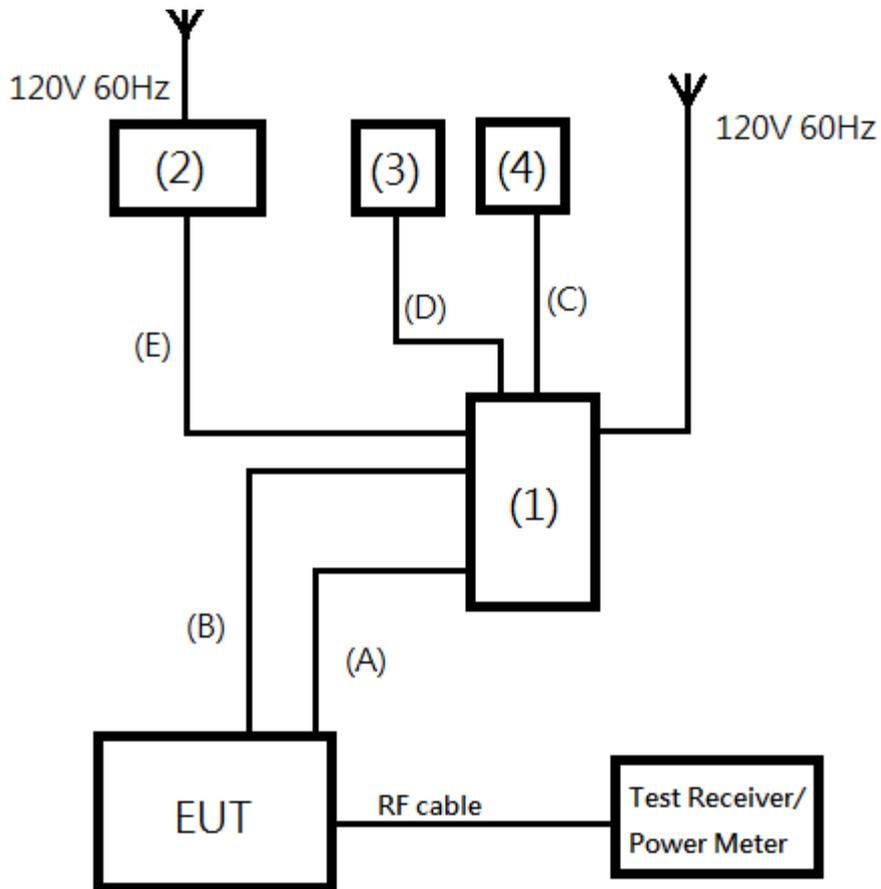 120V 60Hz
120V 60Hz
(2)
(3)
(4)
(D)
(C)
(E)
(1)
(B)
(A)
EUT
RF cable
Test Receiver/
Power Meter